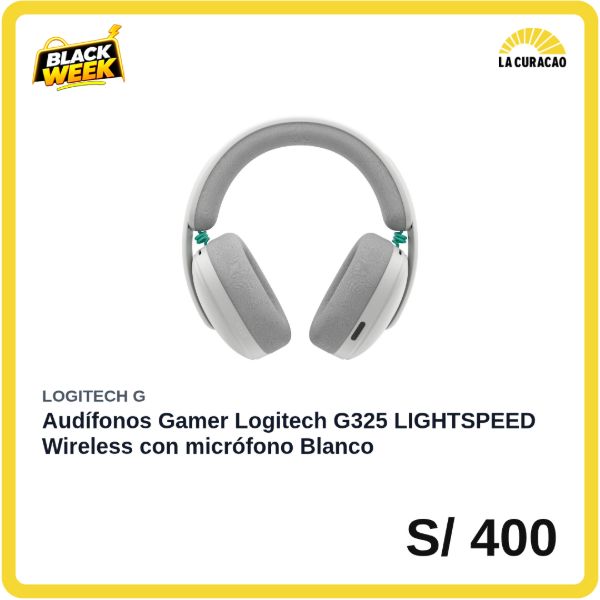 BLACK
WEEK
LA CURACAO
LOGITECH G
Audífonos Gamer Logitech G325 LIGHTSPEED
Wireless con micrófono Blanco
S/ 400